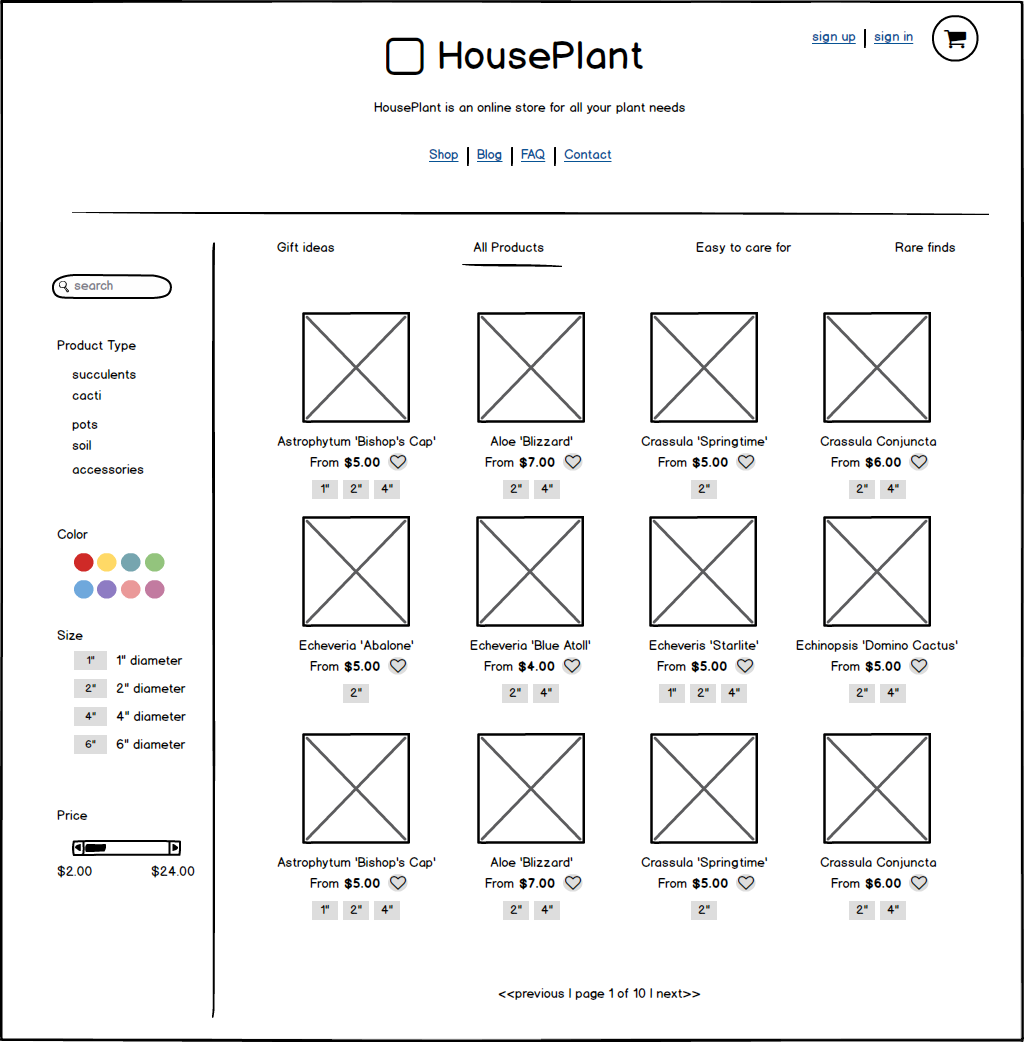 sign up | sign in
HousePlant
HousePlant is an online store for all your plant needs
Shop | Blog | FAQ | Contact
Gift ideas All Products Easy to care for Rare finds
search
Product Type
succulents
cacti
pots
soil
accessories
Color
Size
1" 1" diameter
2" 2" diameter
4" 4" diameter
6" 6" diameter
Price
$2.00 $24.00
Astrophytum 'Bishop's Cap' Aloe 'Blizzard' Crassula 'Springtime' Crassula Conjuncta
From $5.00 From $7.00 From $5.00 From $6.00
1" 2" 4" 2" 4" 2" 2" 4"
Echeveria 'Abalone' Echeveria 'Blue Atoll' Echeveris 'Starlite' Echinopsis 'Domino Cactus'
From $5.00 From $4.00 From $5.00 From $5.00
2" 2" 4" 1" 2" 4" 2" 4"
Astrophytum 'Bishop's Cap' Aloe 'Blizzard' Crassula 'Springtime' Crassula Conjuncta
From $5.00 From $7.00 From $5.00 From $6.00
1" 2" 4" 2" 4" 2" 2" 4"
<<previous | page 1 of 10 | next>>